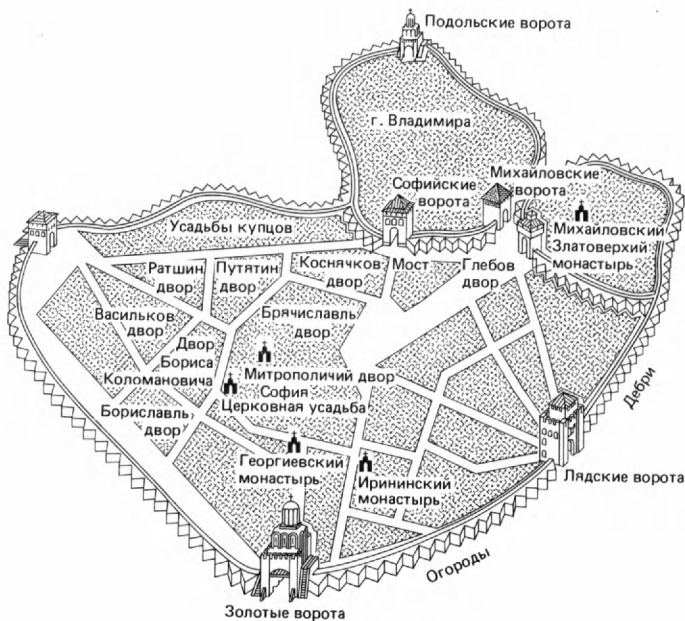 Подольские ворота
г. Владимира
Михайловские
ворота
Софийские
ворота
Михайловский
Златоверхий
монастырь
Усадьбы купцов
Ратшин
двор
Путятин
двор
Коснячков
двор
Мост
Глебов
двор
Васильков
двор
Брячиславль
двор
Двор
Бориса
Коломановича
Митрополичий двор
София
Церковная усадьба
Бориславль
двор
Дебри
Георгиевский
монастырь
Ирининский
монастырь
Лядские ворота
Огороды
Золотые ворота